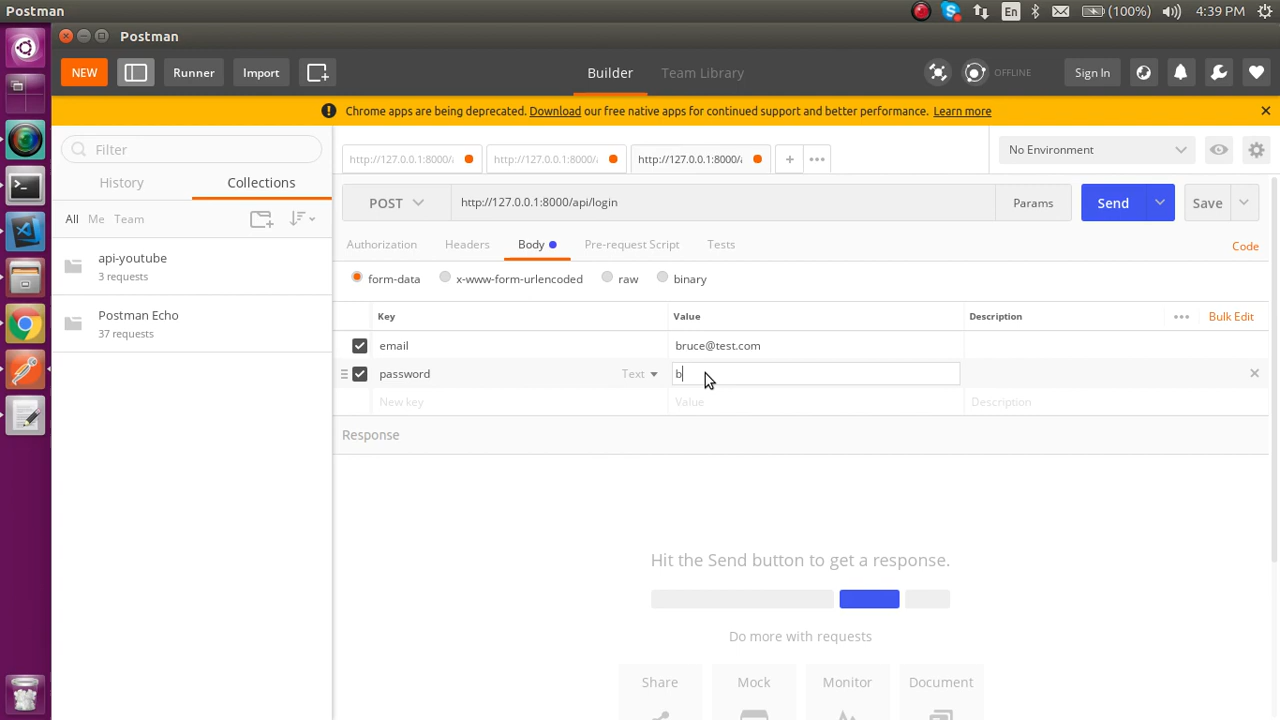 Postman
En
(100%)
4:39 PM
Postman
NEW
Runner
Import
Builder
Team Library
OFFLINE
Sign In
Chrome apps are being deprecated. Download our free native apps for continued support and better performance. Learn more
Filter
History
Collections
All Me Team
api-youtube
3 requests
Postman Echo
37 requests
http://127.0.0.1:8000/a
http://127.0.0.1:8000/a
http://127.0.0.1:8000/a
No Environment
POST
http://127.0.0.1:8000/api/login
Params
Send
Save
Authorization
Headers
Body
Pre-request Script
Tests
Code
form-data
x-www-form-urlencoded
raw
binary
Key
Value
Description
Bulk Edit
email
bruce@test.com
password
Text
b
New key
Value
Description
Response
Hit the Send button to get a response.
Do more with requests
Share
Mock
Monitor
Document